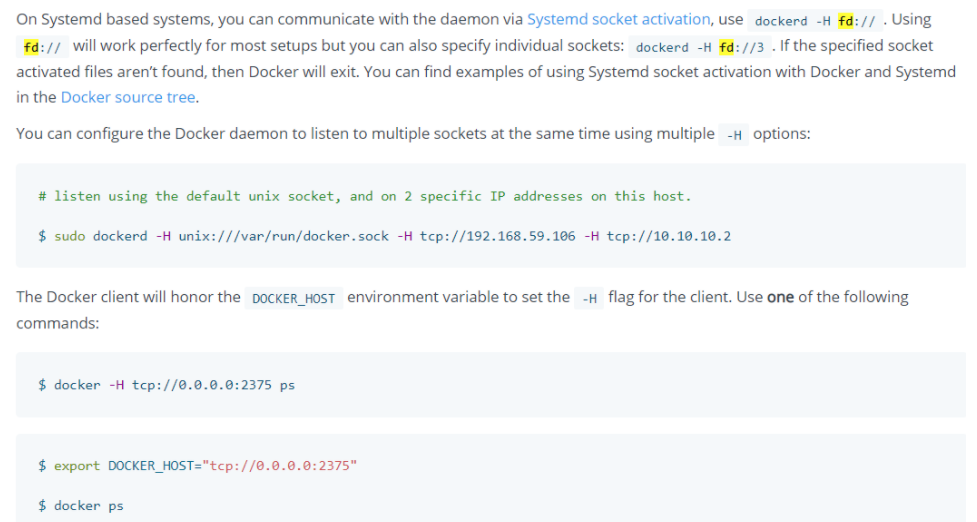 On Systemd based systems, you can communicate with the daemon via Systemd socket activation, use dockerd -H fd:// . Using
fd:// will work perfectly for most setups but you can also specify individual sockets: dockerd -H fd://3 . If the specified socket
activated files aren’t found, then Docker will exit. You can find examples of using Systemd socket activation with Docker and Systemd
in the Docker source tree.
You can configure the Docker daemon to listen to multiple sockets at the same time using multiple -H options:
# listen using the default unix socket, and on 2 specific IP addresses on this host.
$ sudo dockerd -H unix:///var/run/docker.sock -H tcp://192.168.59.106 -H tcp://10.10.10.2
The Docker client will honor the DOCKER_HOST environment variable to set the -H flag for the client. Use one of the following
commands:
$ docker -H tcp://0.0.0.0:2375 ps
$ export DOCKER_HOST="tcp://0.0.0.0:2375"
$ docker ps